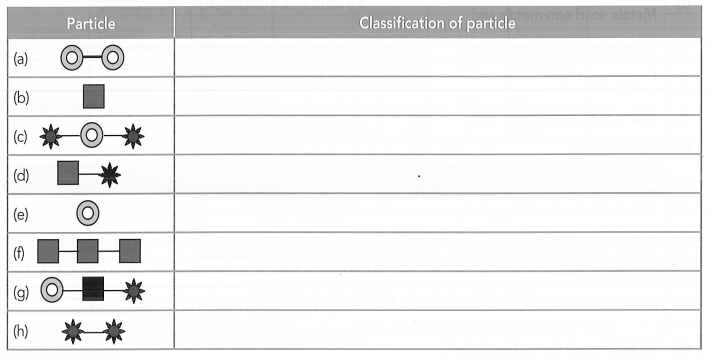 Particle Classification of particle
(a)
(b)
(c)
(d)
(e)
(f)
(g)
(h)